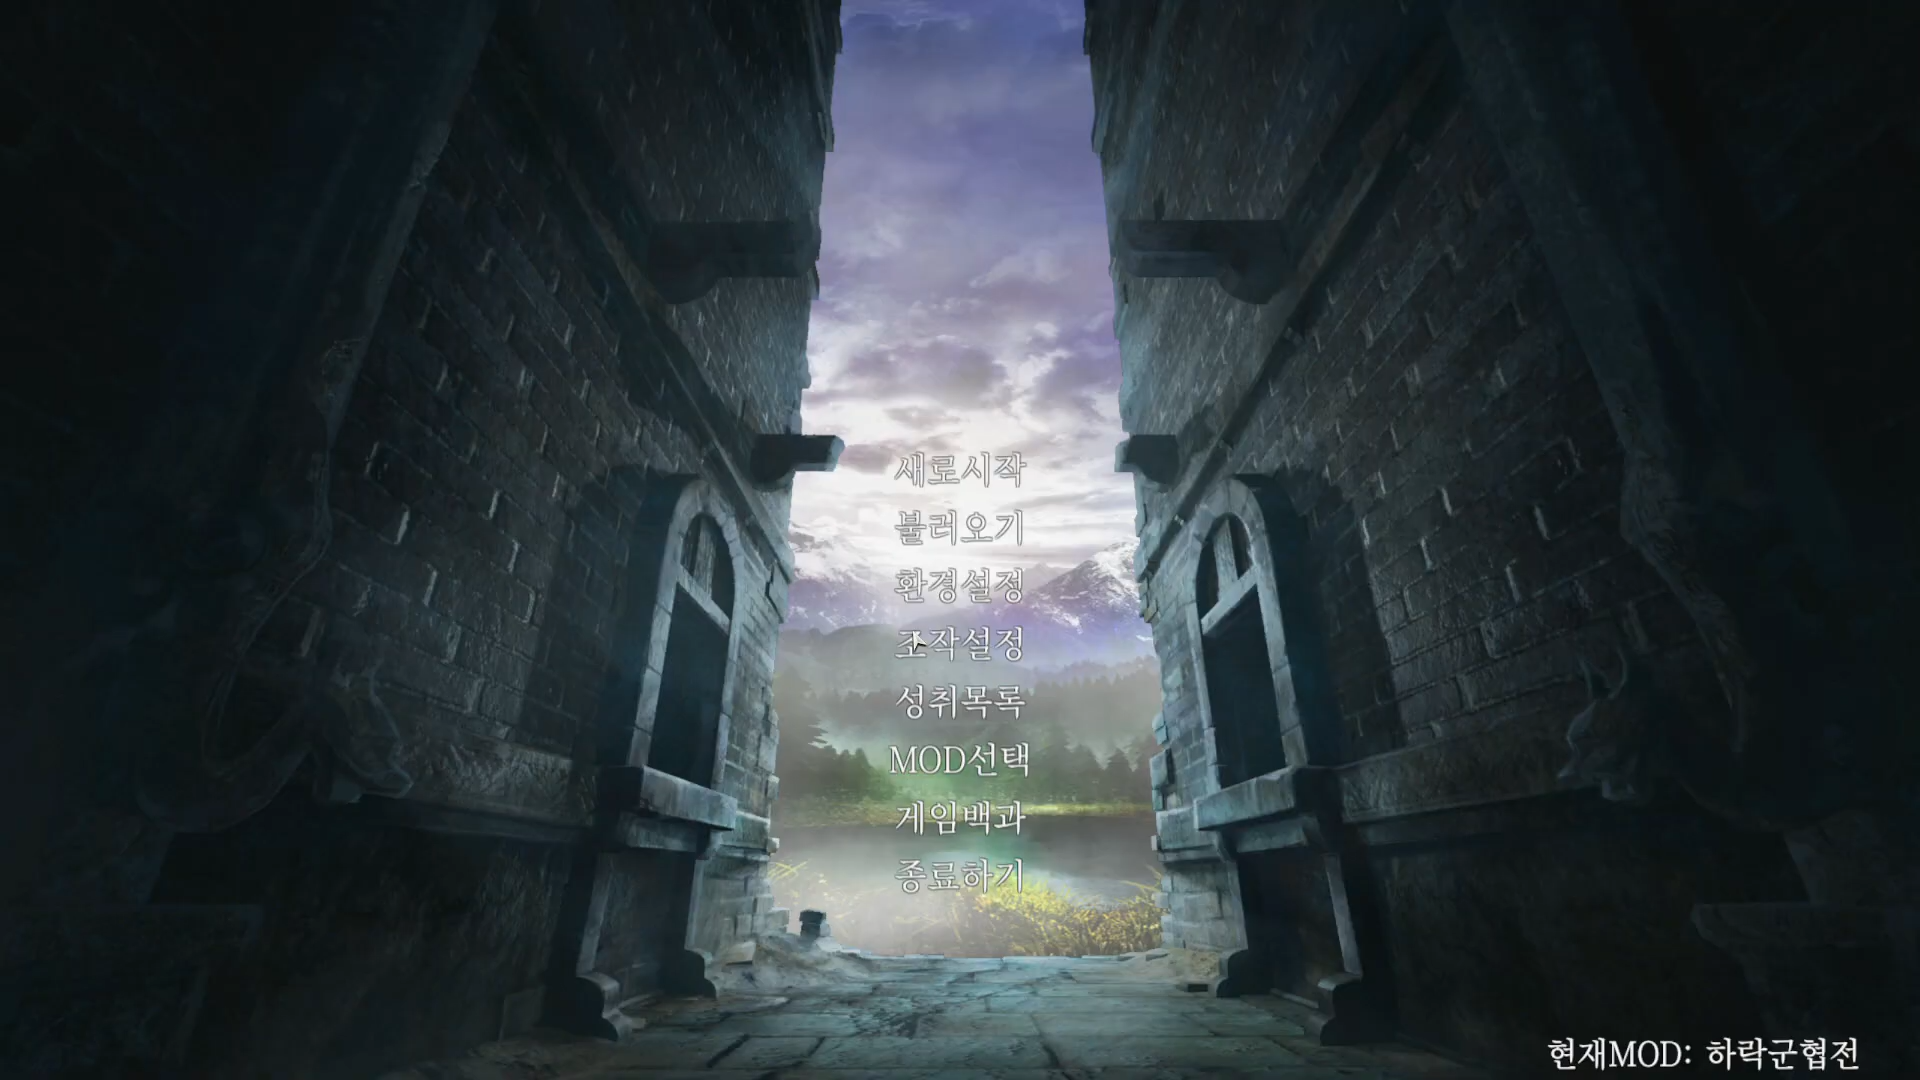 새로시작
불러오기
환경설정
조작설정
성취목록
MOD선택
게임백과
종료하기
현재MOD: 하락군협전